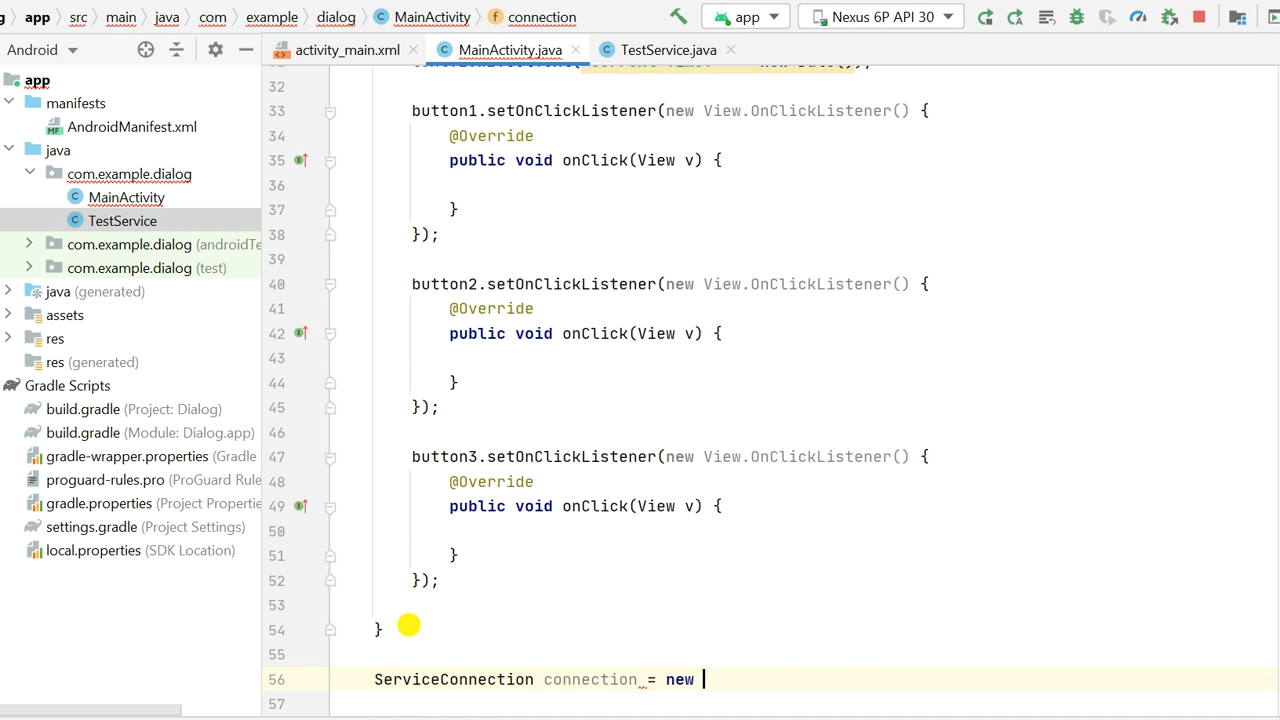 app src main java com example dialog MainActivity connection app Nexus 6P API 30
Android activity_main.xml MainActivity.java TestService.java
app
manifests
AndroidManifest.xml
java
com.example.dialog
MainActivity
TestService
com.example.dialog (androidTe
com.example.dialog (test)
java (generated)
assets
res
res (generated)
Gradle Scripts
build.gradle (Project: Dialog)
build.gradle (Module: Dialog.app)
gradle-wrapper.properties (Gradle
proguard-rules.pro (ProGuard Rule
gradle.properties (Project Propertie
settings.gradle (Project Settings)
local.properties (SDK Location)
32
33 button1.setOnClickListener(new View.OnClickListener() {
34 @Override
35 public void onClick(View v) {
36
37 }
38 });
39
40 button2.setOnClickListener(new View.OnClickListener() {
41 @Override
42 public void onClick(View v) {
43
44 }
45 });
46
47 button3.setOnClickListener(new View.OnClickListener() {
48 @Override
49 public void onClick(View v) {
50
51 }
52 });
53
54 }
55
56 ServiceConnection connection = new
57